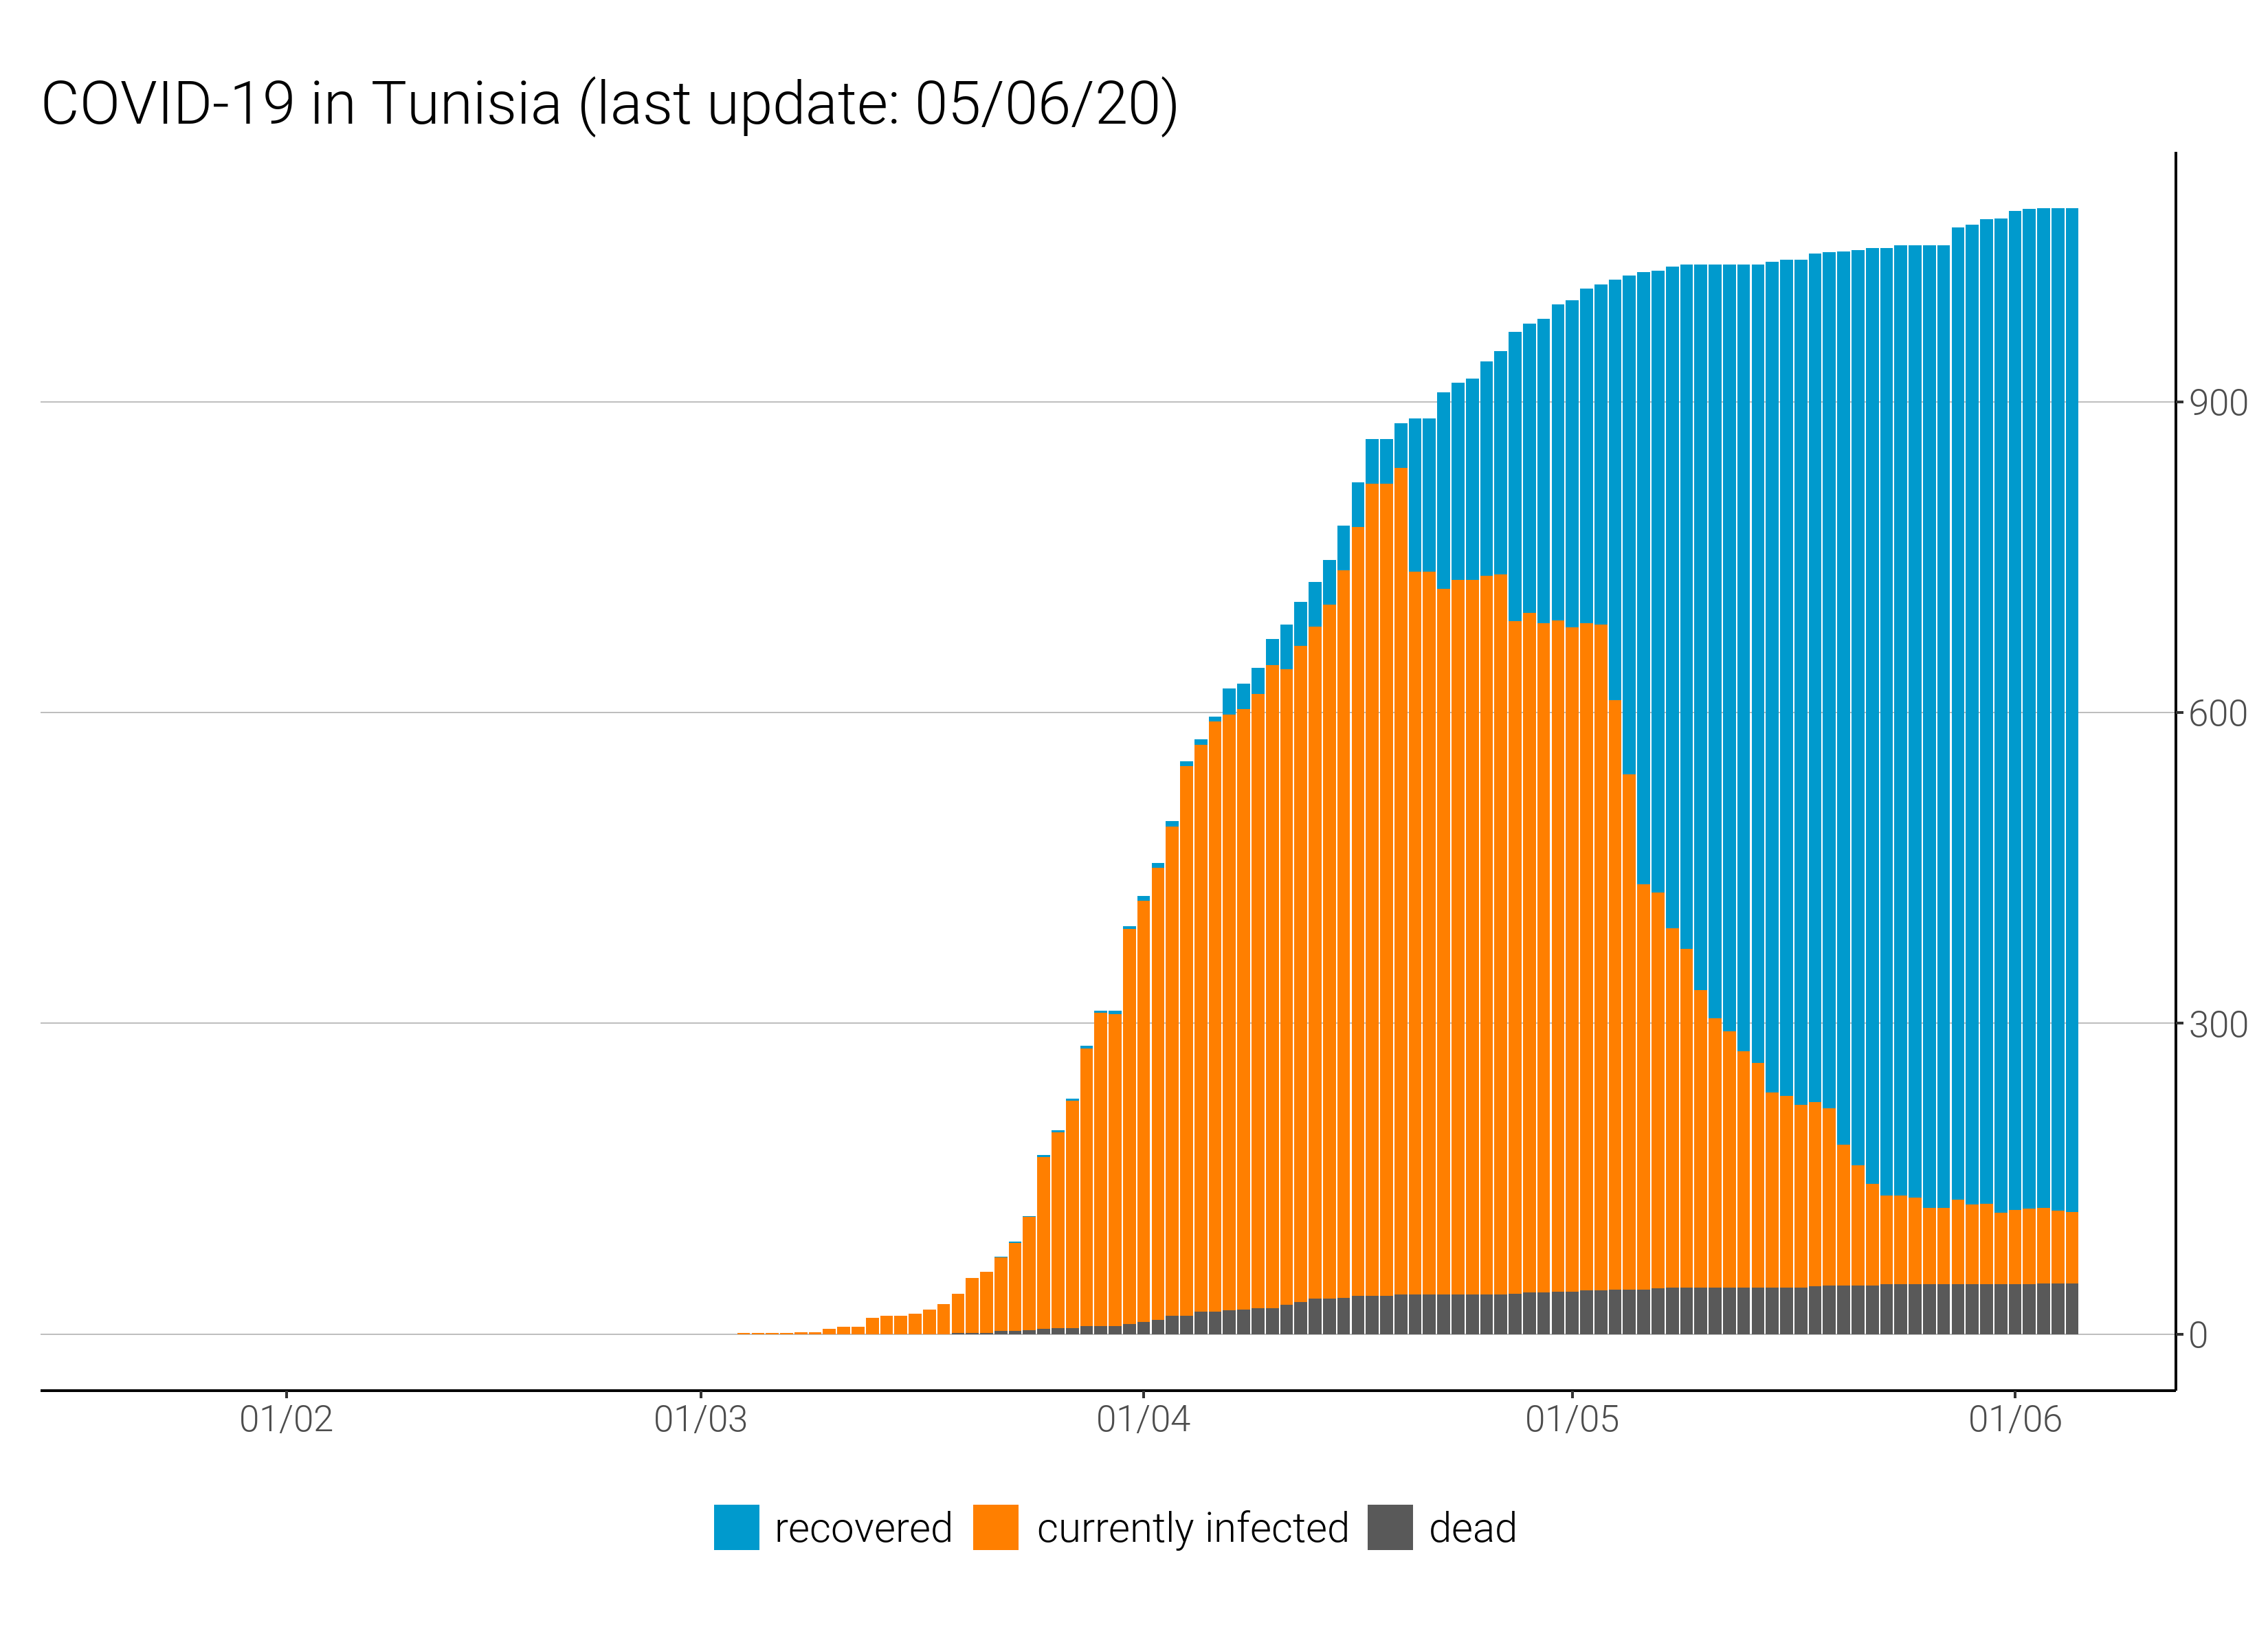 COVID-19 in Tunisia (last update: 05/06/20)
900
600
300
0
01/02 01/03 01/04 01/05 01/06
recovered currently infected dead